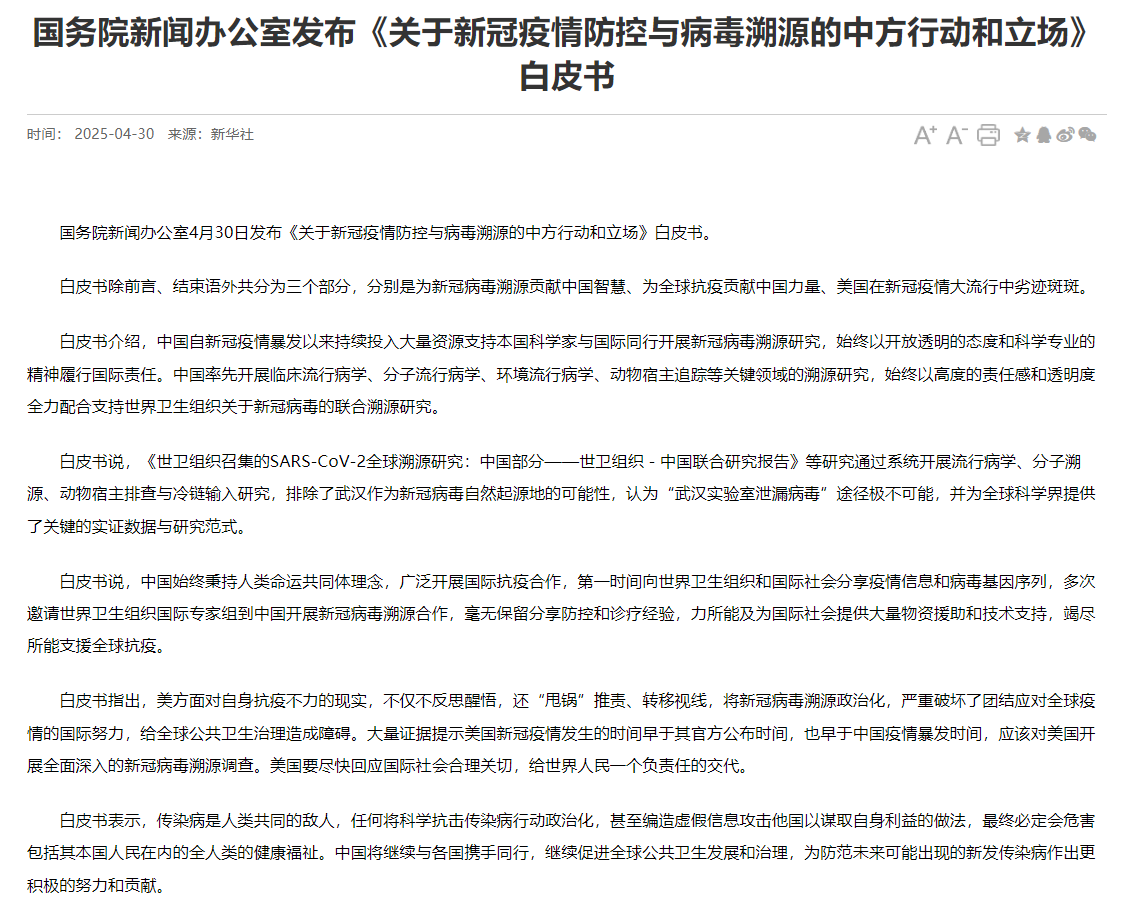 国务院新闻办公室发布《关于新冠疫情防控与病毒溯源的中方行动和立场》
白皮书
时间： 2025-04-30 来源：新华社
A+ A-
国务院新闻办公室4月30日发布《关于新冠疫情防控与病毒溯源的中方行动和立场》白皮书。
白皮书除前言、结束语外共分为三个部分，分别是为新冠病毒溯源贡献中国智慧、为全球抗疫贡献中国力量、美国在新冠疫情大流行中劣迹斑斑。
白皮书介绍，中国自新冠疫情暴发以来持续投入大量资源支持本国科学家与国际同行开展新冠病毒溯源研究，始终以开放透明的态度和科学专业的
精神履行国际责任。中国率先开展临床流行病学、分子流行病学、环境流行病学、动物宿主追踪等关键领域的溯源研究，始终以高度的责任感和透明度
全力配合支持世界卫生组织关于新冠病毒的联合溯源研究。
白皮书说，《世卫组织召集的SARS-CoV-2全球溯源研究：中国部分——世卫组织 - 中国联合研究报告》等研究通过系统开展流行病学、分子溯
源、动物宿主排查与冷链输入研究，排除了武汉作为新冠病毒自然起源地的可能性，认为“武汉实验室泄漏病毒”途径极不可能，并为全球科学界提供
了关键的实证数据与研究范式。
白皮书说，中国始终秉持人类命运共同体理念，广泛开展国际抗疫合作，第一时间向世界卫生组织和国际社会分享疫情信息和病毒基因序列，多次
邀请世界卫生组织国际专家组到中国开展新冠病毒溯源合作，毫无保留分享防控和诊疗经验，力所能及为国际社会提供大量物资援助和技术支持，竭尽
所能支援全球抗疫。
白皮书指出，美方面对自身抗疫不力的现实，不仅不反思醒悟，还“甩锅”推责、转移视线，将新冠病毒溯源政治化，严重破坏了团结应对全球疫
情的国际努力，给全球公共卫生治理造成障碍。大量证据提示美国新冠疫情发生的时间早于其官方公布时间，也早于中国疫情暴发时间，应该对美国开
展全面深入的新冠病毒溯源调查。美国要尽快回应国际社会合理关切，给世界人民一个负责任的交代。
白皮书表示，传染病是人类共同的敌人，任何将科学抗击传染病行动政治化，甚至编造虚假信息攻击他国以谋取自身利益的做法，最终必定会危害
包括其本国人民在内的全人类的健康福祉。中国将继续与各国携手同行，继续促进全球公共卫生发展和治理，为防范未来可能出现的新发传染病作出更
积极的努力和贡献。